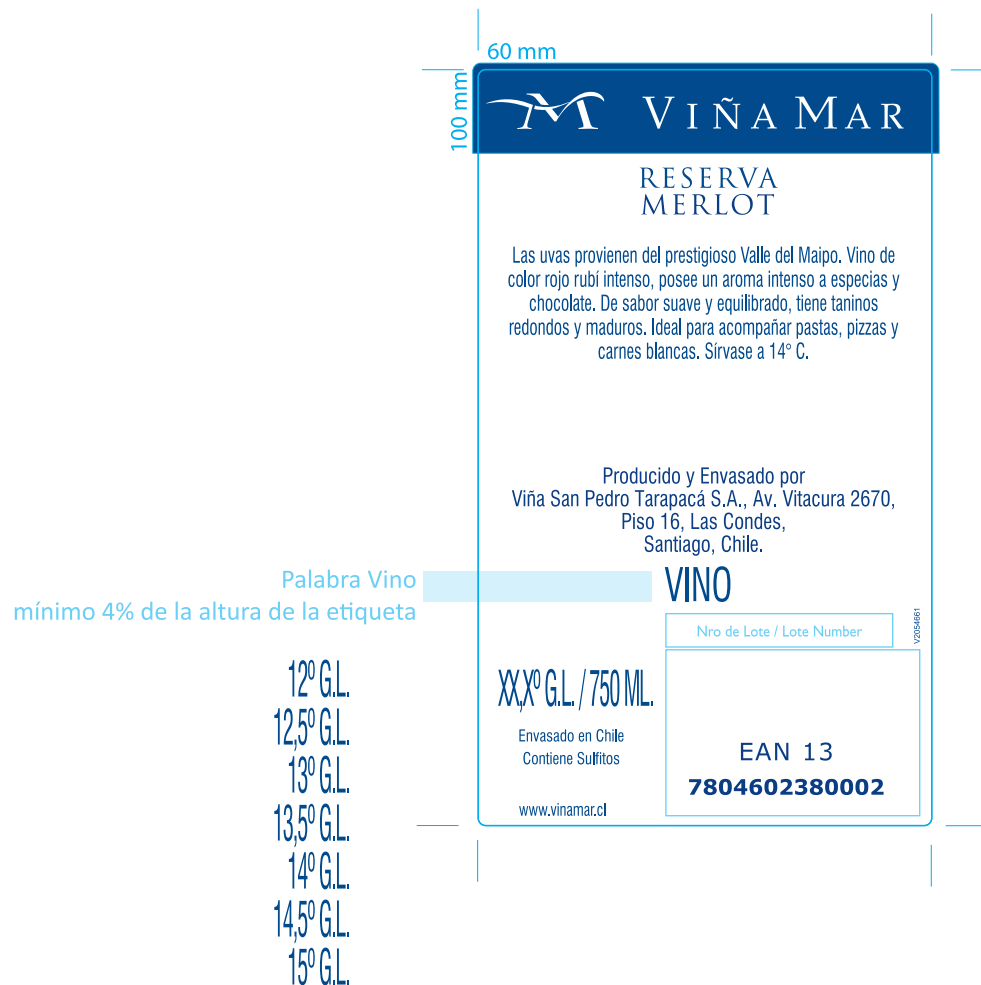 60 mm
100 mm
VIÑA MAR
RESERVA
MERLOT
Las uvas provienen del prestigioso Valle del Maipo. Vino de
color rojo rubí intenso, posee un aroma intenso a especias y
chocolate. De sabor suave y equilibrado, tiene taninos
redondos y maduros. Ideal para acompañar pastas, pizzas y
carnes blancas. Sírvase a 14° C.
Producido y Envasado por
Viña San Pedro Tarapacá S.A., Av. Vitacura 2670,
Piso 16, Las Condes,
Santiago, Chile.
Palabra Vino
mínimo 4% de la altura de la etiqueta
VINO
Nro de Lote / Lote Number
V2054661
12º G.L.
12,5º G.L.
13º G.L.
13,5º G.L.
14º G.L.
14,5º G.L.
15º G.L.
XX,Xº G.L. / 750 ML.
Envasado en Chile
Contiene Sulfitos
www.vinamar.cl
EAN 13
7804602380002